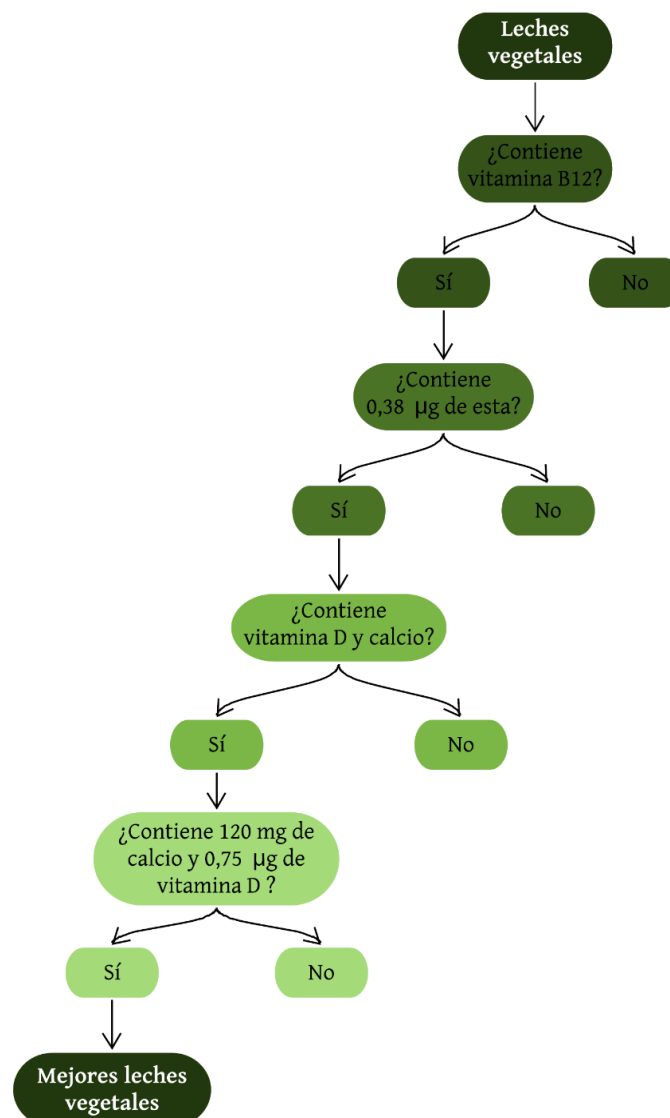 Leches
vegetales
¿Contiene
vitamina B12?
Sí
No
¿Contiene
0,38 µg de esta?
Sí
No
¿Contiene
vitamina D y calcio?
Sí
No
¿Contiene 120 mg de
calcio y 0,75 µg de
vitamina D ?
Sí
No
Mejores leches
vegetales